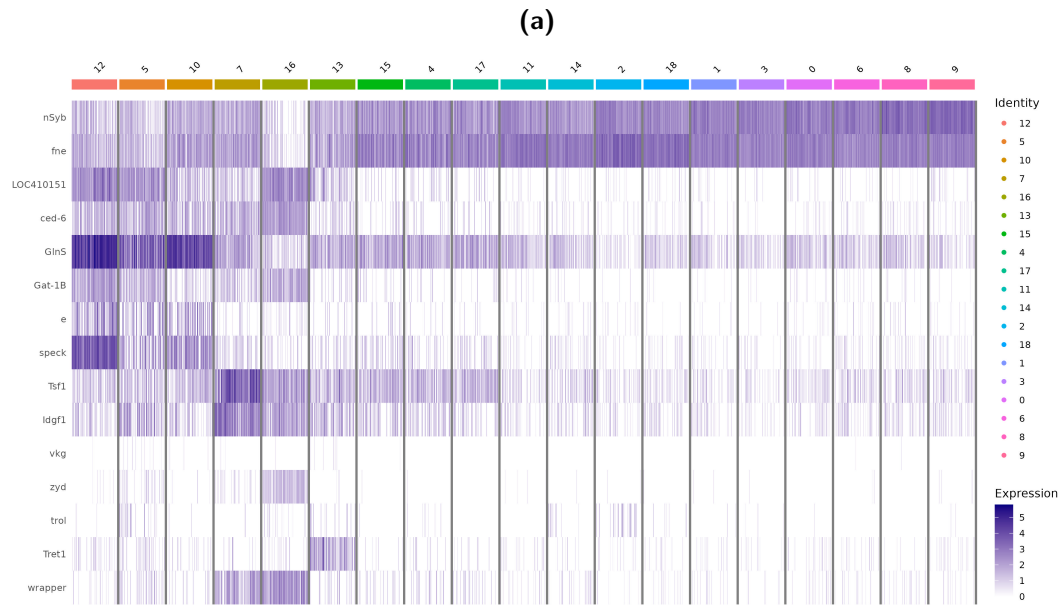 (a)
12 5 10 7 16 13 15 4 17 11 14 2 18 1 3 0 6 8 9
nSyb
fne
LOC410151
ced-6
GlnS
Gat-1B
e
speck
Tsf1
Idgf1
vkg
zyd
trol
Tret1
wrapper
Identity
12
5
10
7
16
13
15
4
17
11
14
2
18
1
3
0
6
8
9
Expression
5
4
3
2
1
0